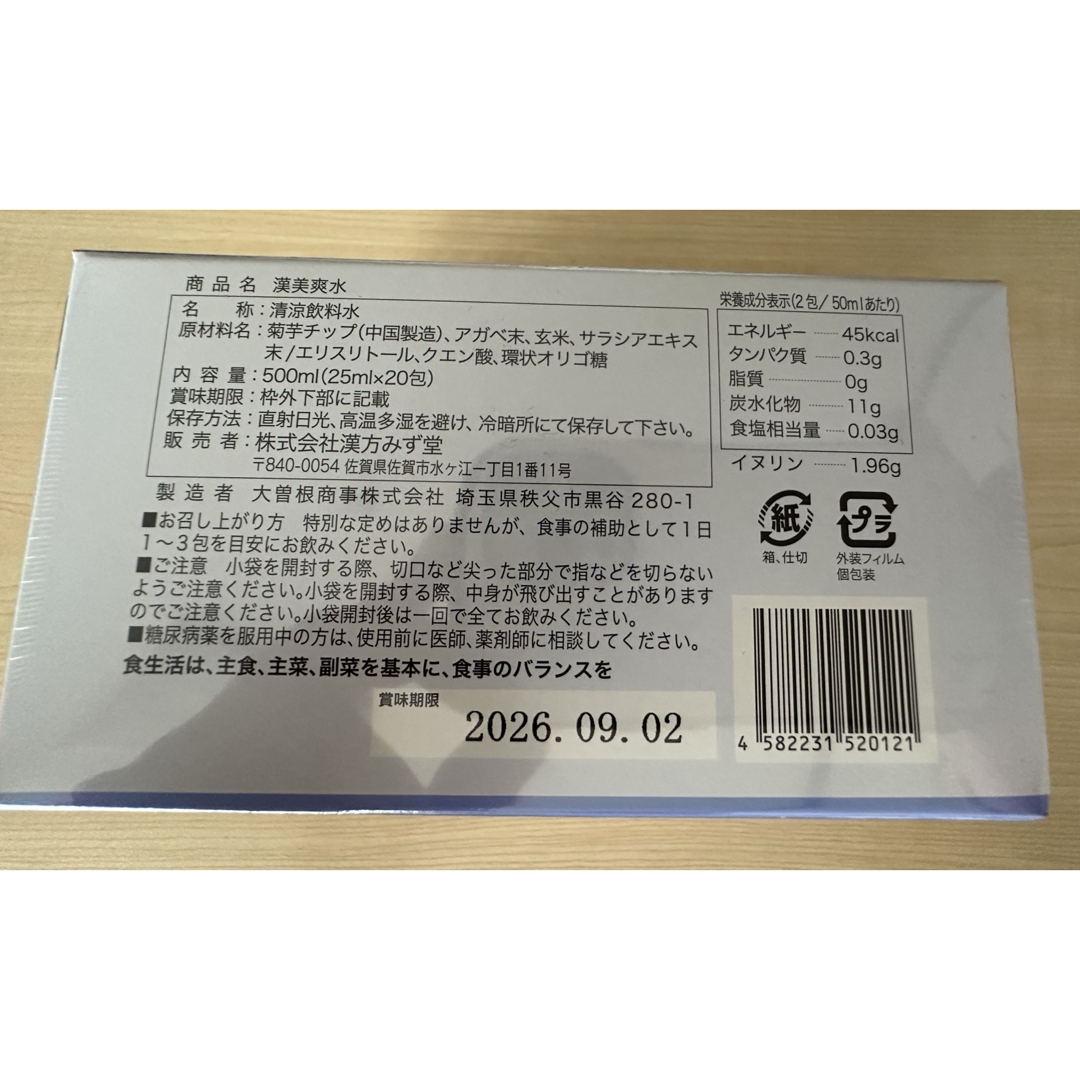 商品名 漢美爽水
名 称：清涼飲料水
原材料名：菊芋チップ(中国製造)、アガベ末、玄米、サラシアエキス
末/エリスリトール、クエン酸、環状オリゴ糖
内容量：500ml(25ml×20包)
賞味期限：枠外下部に記載
保存方法：直射日光、高温多湿を避け、冷暗所にて保存して下さい。
販売者：株式会社漢方みず堂
〒840-0054 佐賀県佐賀市水ヶ江一丁目1番11号
製造者 大曽根商事株式会社 埼玉県秩父市黒谷280-1
■お召し上がり方 特別な定めはありませんが、食事の補助として1日
1～3包を目安にお飲みください。
■ご注意 小袋を開封する際、切口など尖った部分で指などを切らない
ようご注意ください。小袋を開封する際、中身が飛び出すことがあります
のでご注意ください。小袋開封後は一回で全てお飲みください。
■糖尿病薬を服用中の方は、使用前に医師、薬剤師に相談してください。
食生活は、主食、主菜、副菜を基本に、食事のバランスを
賞味期限
2026.09.02
栄養成分表示(2包/50mlあたり)
エネルギー ……… 45kcal
タンパク質 ……… 0.3g
脂質 ……… 0g
炭水化物 ……… 11g
食塩相当量 ……… 0.03g
イヌリン ……… 1.96g
紙
箱、仕切
プラ
外装フィルム
個包装
4 582231 520121